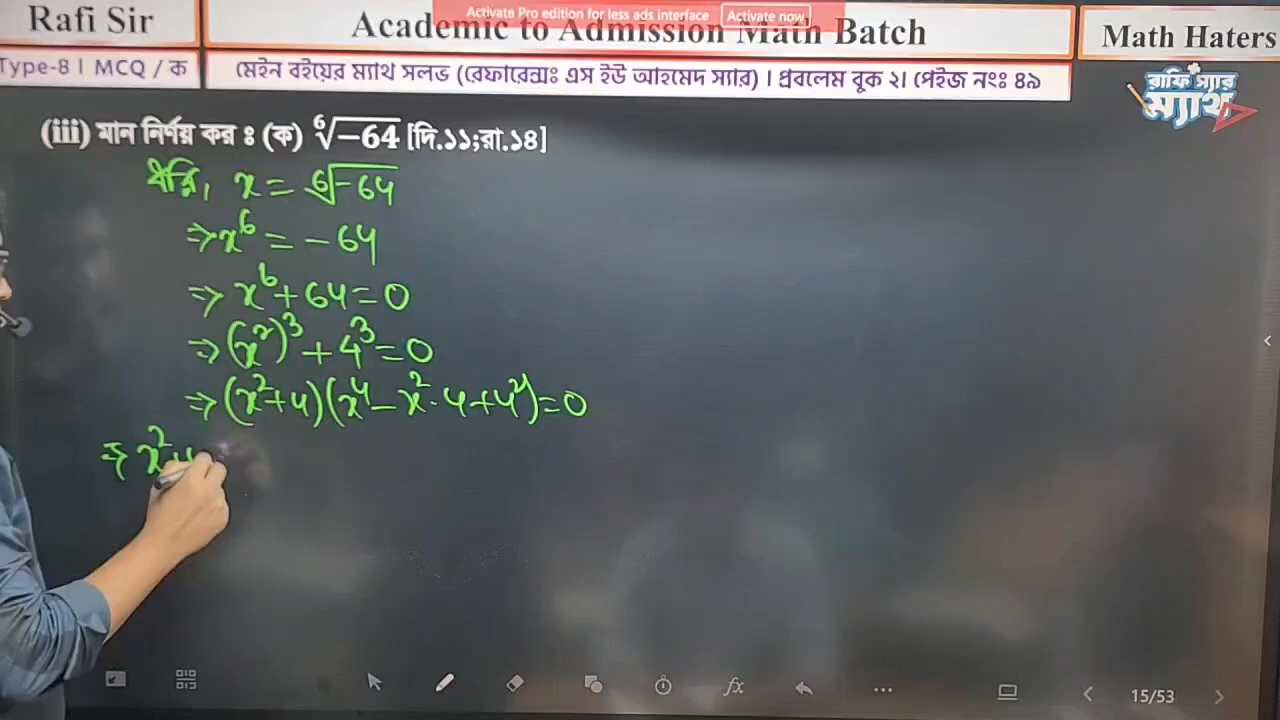 Rafi Sir
Activate Pro edition for less ads interface Activate now
Academic to Admission Math Batch
Math Haters
Type-8 | MCQ / ক
মেইন বইয়ের ম্যাথ সলভ (রেফারেন্সঃ এস ইউ আহমেদ স্যার) । প্রবলেম বুক ২। পেইজ নংঃ ৪৯
রাফি স্যার
ম্যাথ
(iii) মান নির্ণয় কর ঃ (ক) ⁶√−64 [দি.১১;রা.১৪]
ধরি, x = ⁶√−64
⇒ x⁶ = − 64
⇒ x⁶ + 64 = 0
⇒ (x²)³ + 4³ = 0
⇒ (x² + 4)(x⁴ − x² · 4 + 4²) = 0
⇒ x² +
fx
15/53